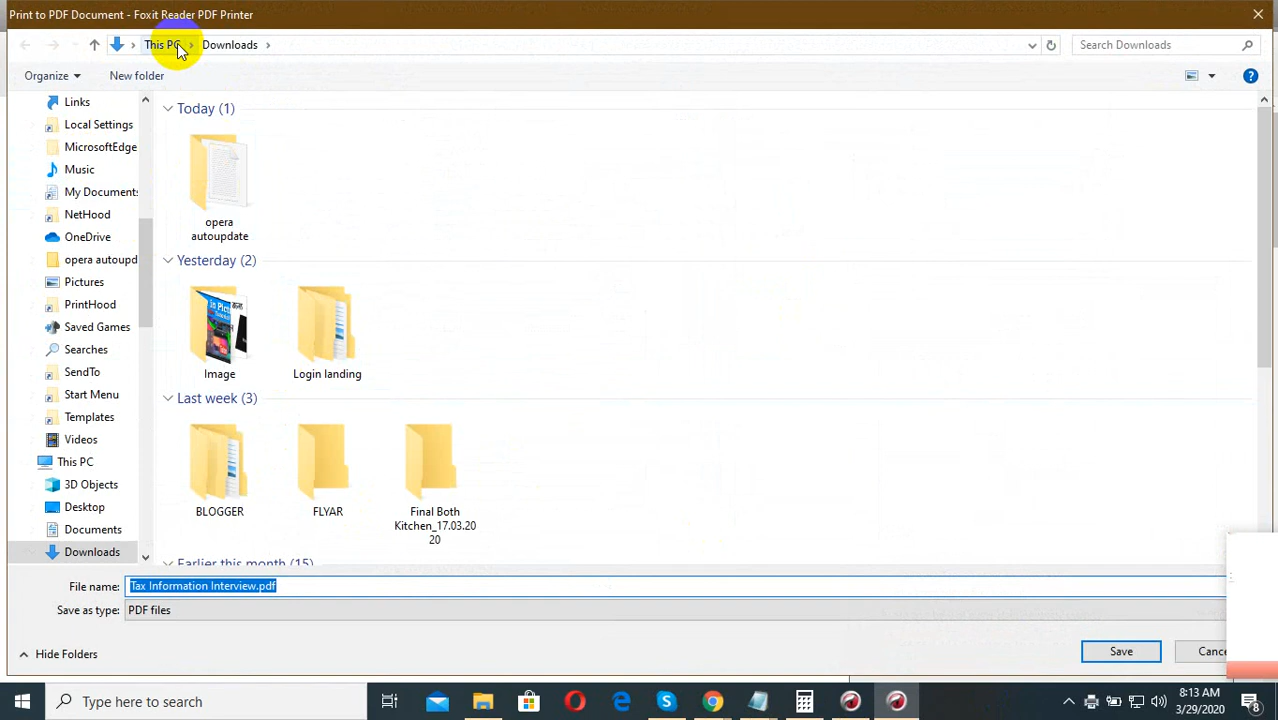 Print to PDF Document - Foxit Reader PDF Printer
This PC
Downloads
Search Downloads
Organize
New folder
Links
Local Settings
MicrosoftEdge
Music
My Documents
NetHood
OneDrive
opera autoupd
Pictures
PrintHood
Saved Games
Searches
SendTo
Start Menu
Templates
Videos
This PC
3D Objects
Desktop
Documents
Downloads
Today (1)
opera
autoupdate
Yesterday (2)
Image
Login landing
Last week (3)
BLOGGER
FLYAR
Final Both
Kitchen_17.03.20
20
Earlier this month (15)
File name:
Tax Information Interview.pdf
Save as type:
PDF files
Hide Folders
Save
Cance
Type here to search
8:13 AM
3/29/2020
8